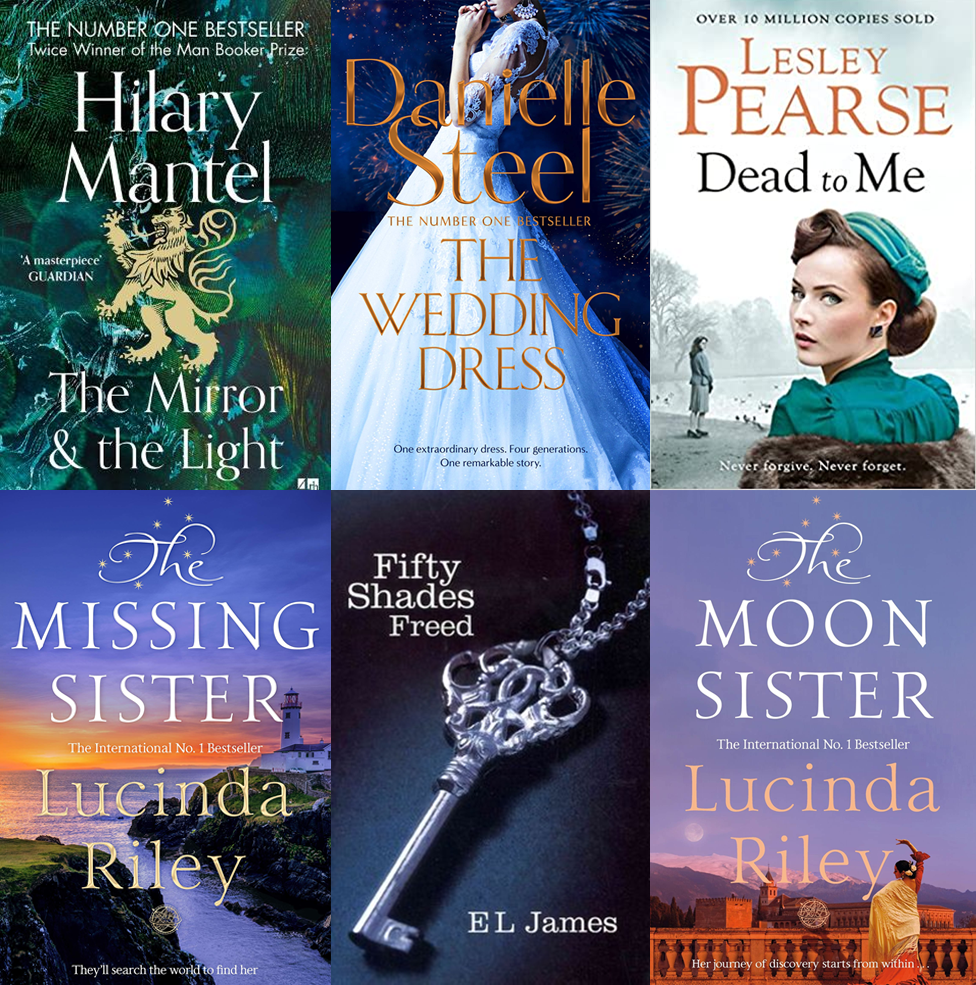 THE NUMBER ONE BESTSELLER
Twice Winner of the Man Booker Prize
Hilary
Mantel
'A masterpiece'
GUARDIAN
The Mirror
& the Light
4th
Danielle
Steel
THE NUMBER ONE BESTSELLER
THE
WEDDING
DRESS
One extraordinary dress. Four generations.
One remarkable story.
OVER 10 MILLION COPIES SOLD
LESLEY
PEARSE
Dead to Me
Never forgive. Never forget.
The
MISSING
SISTER
The International No. 1 Bestseller
Lucinda
Riley
They'll search the world to find her
Fifty
Shades
Freed
E L James
The
MOON
SISTER
The International No. 1 Bestseller
Lucinda
Riley
Her journey of discovery starts from within . . .